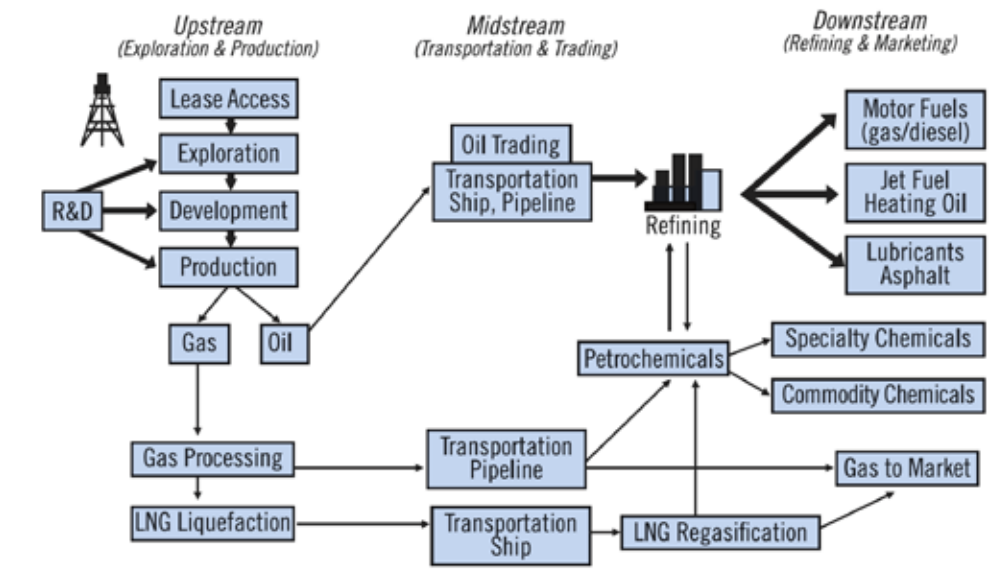 Upstream
(Exploration & Production)
Midstream
(Transportation & Trading)
Downstream
(Refining & Marketing)
Lease Access
Exploration
R&D
Development
Production
Gas
Oil
Oil Trading
Transportation
Ship, Pipeline
Refining
Motor Fuels
(gas/diesel)
Jet Fuel
Heating Oil
Lubricants
Asphalt
Petrochemicals
Specialty Chemicals
Commodity Chemicals
Gas Processing
Transportation
Pipeline
Gas to Market
LNG Liquefaction
Transportation
Ship
LNG Regasification